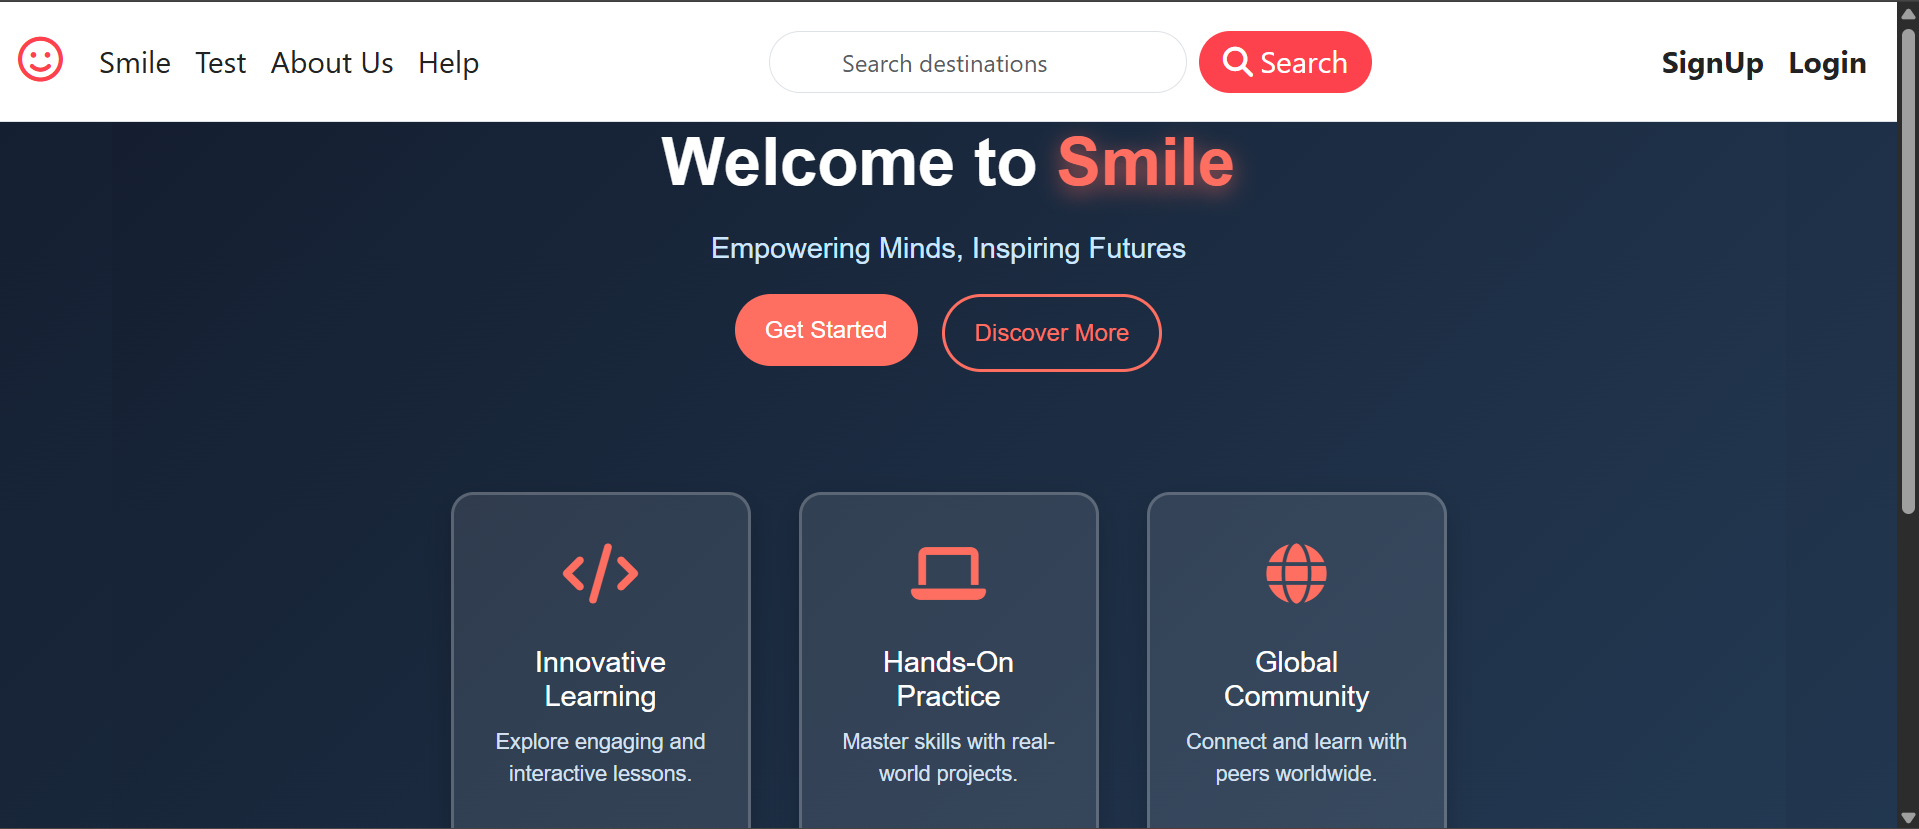 Smile Test About Us Help Search destinations Search SignUp Login
Welcome to Smile
Empowering Minds, Inspiring Futures
Get Started Discover More
Innovative
Learning
Explore engaging and
interactive lessons.
Hands-On
Practice
Master skills with real-
world projects.
Global
Community
Connect and learn with
peers worldwide.